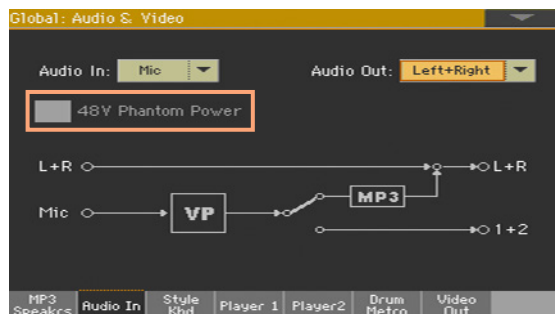 Global: Audio & Video
Audio In: Mic
Audio Out: Left+Right
48V Phantom Power
L+R
L+R
Mic
VP
MP3
1+2
MP3 Speakrs
Audio In
Style Kbd
Player 1
Player2
Drum Metro
Video Out